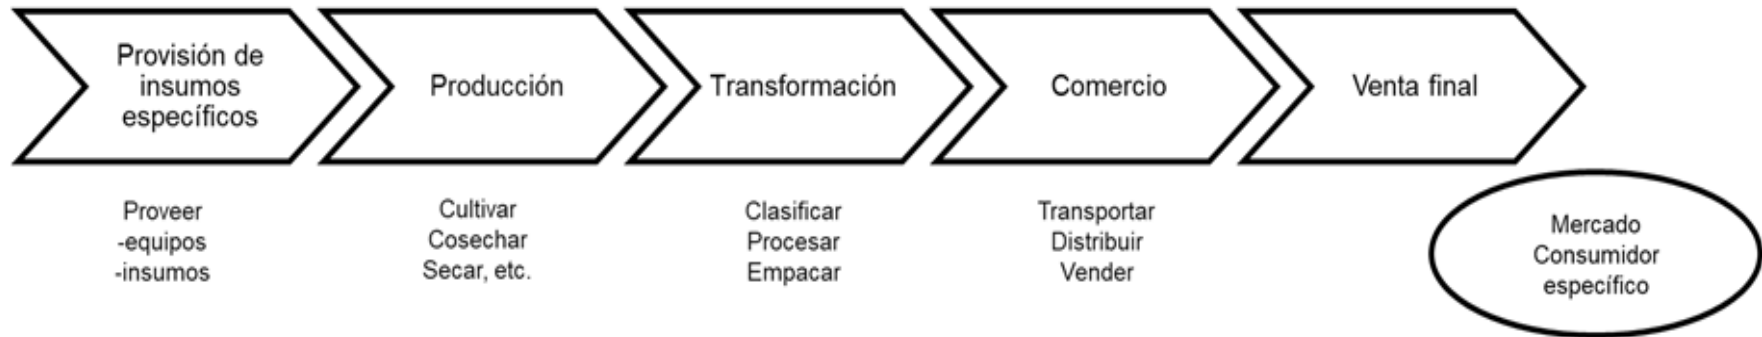 Provisión de
insumos
específicos
Producción
Transformación
Comercio
Venta final
Proveer
-equipos
-insumos
Cultivar
Cosechar
Secar, etc.
Clasificar
Procesar
Empacar
Transportar
Distribuir
Vender
Mercado
Consumidor
específico